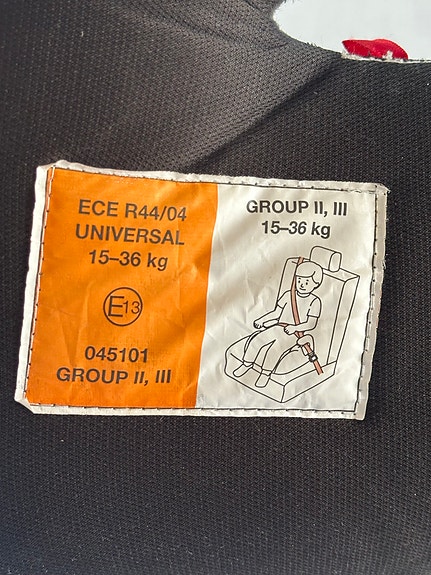 ECE R44/04
UNIVERSAL
15–36 kg
E13
045101
GROUP II, III
GROUP II, III
15–36 kg